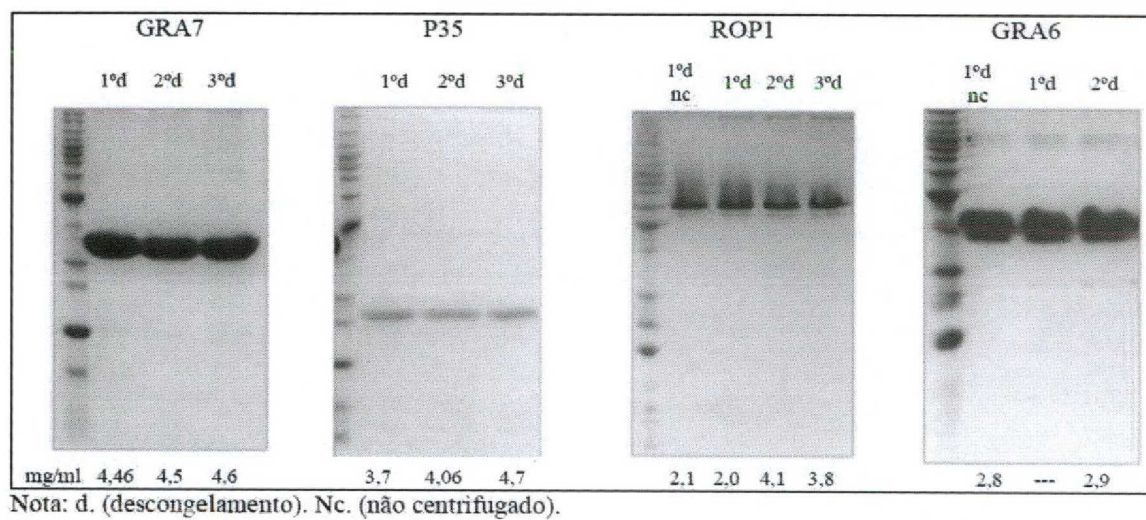 GRA7 P35 ROP1 GRA6
1ºd 2ºd 3ºd 1ºd 2ºd 3ºd 1ºd nc 1ºd 2ºd 3ºd 1ºd nc 1ºd 2ºd
mg/ml 4,46 4,5 4,6 3,7 4,06 4,7 2,1 2,0 4,1 3,8 2,8 --- 2,9
Nota: d. (descongelamento). Nc. (não centrifugado).